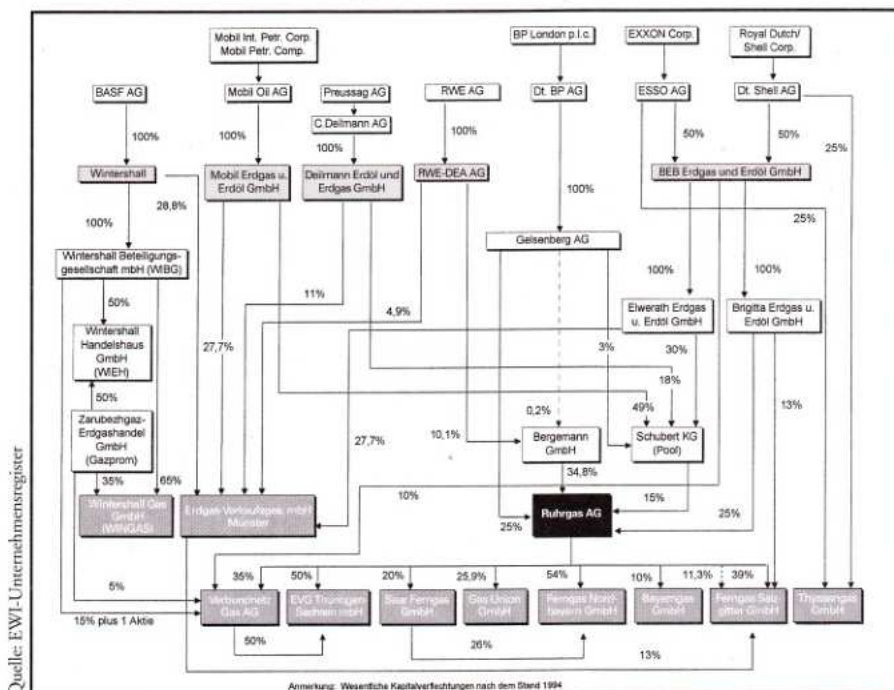 Mobil Int. Petr. Corp.
Mobil Petr. Comp.
BP London p.l.c.
EXXON Corp.
Royal Dutch/
Shell Corp.
BASF AG
Mobil Oil AG
Preussag AG
RWE AG
Dt. BP AG
ESSO AG
Dt. Shell AG
C.Deilmann AG
100%
100%
100%
100%
50%
50%
25%
Wintershall
Mobil Erdgas u.
Erdöl GmbH
Deilmann Erdöl und
Erdgas GmbH
RWE-DEA AG
BEB Erdgas und Erdöl GmbH
28,8%
100%
25%
100%
Gelsenberg AG
Wintershall Beteiligungs-
gesellschaft mbH (WIBG)
100%
100%
50%
11%
4,9%
Elwerath Erdgas
u. Erdöl GmbH
Brigitta Erdgas u.
Erdöl GmbH
Wintershall
Handelshaus
GmbH
(WIEH)
27,7%
3%
30%
18%
50%
49%
13%
Zarubezhgaz-
Erdgashandel
GmbH
(Gazprom)
0,2%
27,7%
10,1%
Bergemann
GmbH
Schubert KG
(Pool)
35%
65%
34,8%
10%
15%
Wintershall Gas
GmbH
(WINGAS)
Erdgas-Verkaufsges. mbH
Münster
Ruhrgas AG
25%
25%
5%
35%
50%
20%
25,9%
54%
10%
11,3%
39%
Verbundnetz
Gas AG
EVG Thüringen
Sachsen mbH
Saar Ferngas
GmbH
Gas Union
GmbH
Ferngas Nord-
bayern GmbH
Bayerngas
GmbH
Ferngas Sal-
gitter GmbH
Thyssengas
GmbH
15% plus 1 Aktie
50%
26%
13%
Anmerkung: Wesentliche Kapitalverflechtungen nach dem Stand 1994
Quelle: EWI-Unternehmensregister